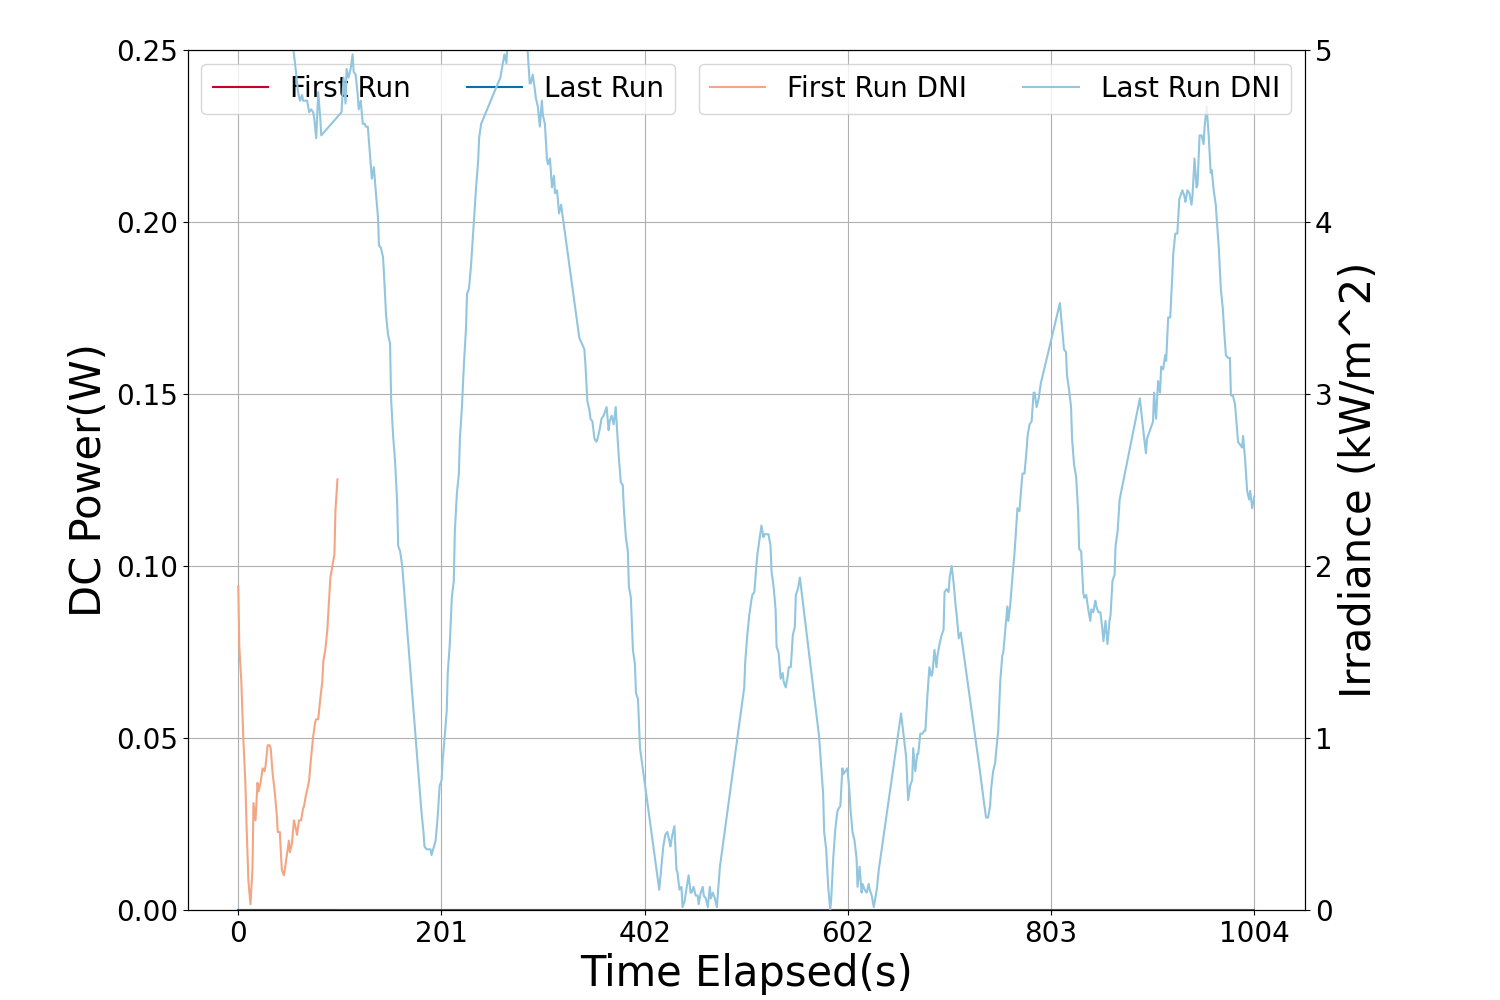 First Run
Last Run
First Run DNI
Last Run DNI
0.25
0.20
0.15
0.10
0.05
0.00
DC Power(W)
5
4
3
2
1
0
Irradiance (kW/m^2)
0
201
402
602
803
1004
Time Elapsed(s)